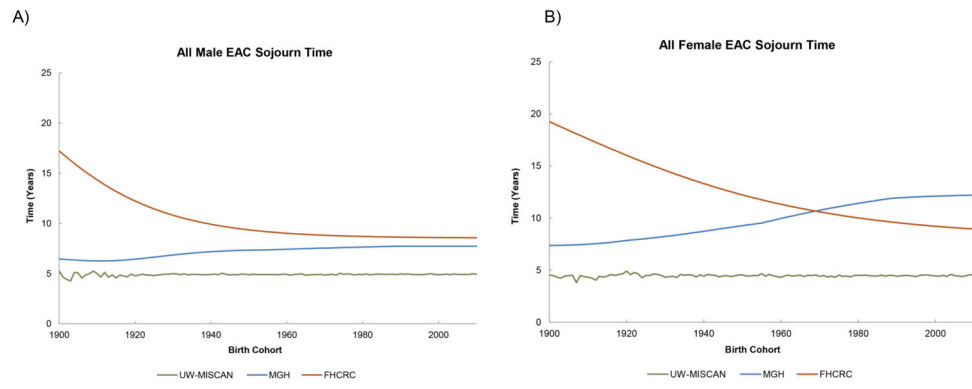 A)
All Male EAC Sojourn Time
25
20
15
10
5
0
Time (Years)
1900 1920 1940 1960 1980 2000
Birth Cohort
UW-MISCAN MGH FHCRC
B)
All Female EAC Sojourn Time
25
20
15
10
5
0
Time (Years)
1900 1920 1940 1960 1980 2000
Birth Cohort
UW-MISCAN MGH FHCRC